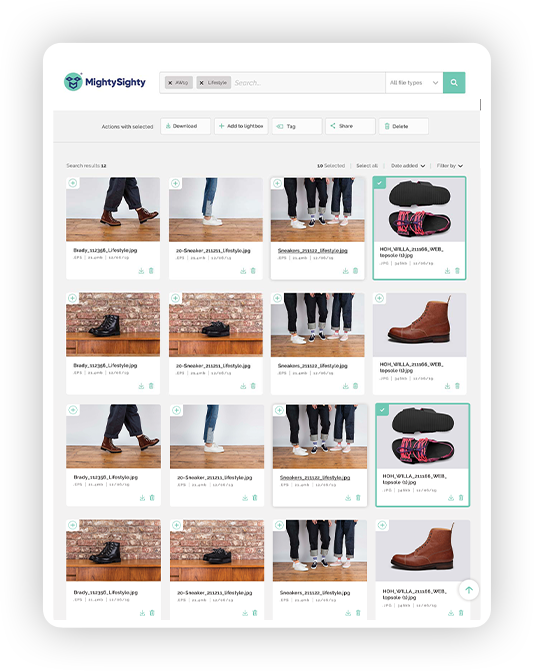 MightySighty
AW19
Lifestyle
Search...
All file types
Actions with selected
Download
Add to lightbox
Tag
Share
Delete
Search results 12
10 Selected
Select all
Date added
Filter by
Brady_112356_Lifestyle.jpg
.EPS | 21.4mb | 12/06/19
20-Sneaker_211211_lifestyle.jpg
.EPS | 21.4mb | 12/06/19
Sneakers_211122_lifestyle.jpg
.EPS | 21.4mb | 12/06/19
HOH_WILLA_211166_WEB_
topsole (1).jpg
.JPG | 346kb | 12/06/19
Brady_112356_Lifestyle.jpg
.EPS | 21.4mb | 12/06/19
20-Sneaker_211211_lifestyle.jpg
.EPS | 21.4mb | 12/06/19
Sneakers_211122_lifestyle.jpg
.EPS | 21.4mb | 12/06/19
HOH_WILLA_211166_WEB_
topsole (1).jpg
.JPG | 346kb | 12/06/19
Brady_112356_Lifestyle.jpg
.EPS | 21.4mb | 12/06/19
20-Sneaker_211211_lifestyle.jpg
.EPS | 21.4mb | 12/06/19
Sneakers_211122_lifestyle.jpg
.EPS | 21.4mb | 12/06/19
HOH_WILLA_211166_WEB_
topsole (1).jpg
.JPG | 346kb | 12/06/19
Brady_112356_Lifestyle.jpg
.EPS | 21.4mb | 12/06/19
20-Sneaker_211211_lifestyle.jpg
.EPS | 21.4mb | 12/06/19
Sneakers_211122_lifestyle.jpg
.EPS | 21.4mb | 12/06/19
HOH_WILLA_211166_WEB_
topsole (1).jpg
.JPG | 346kb | 12/06/19